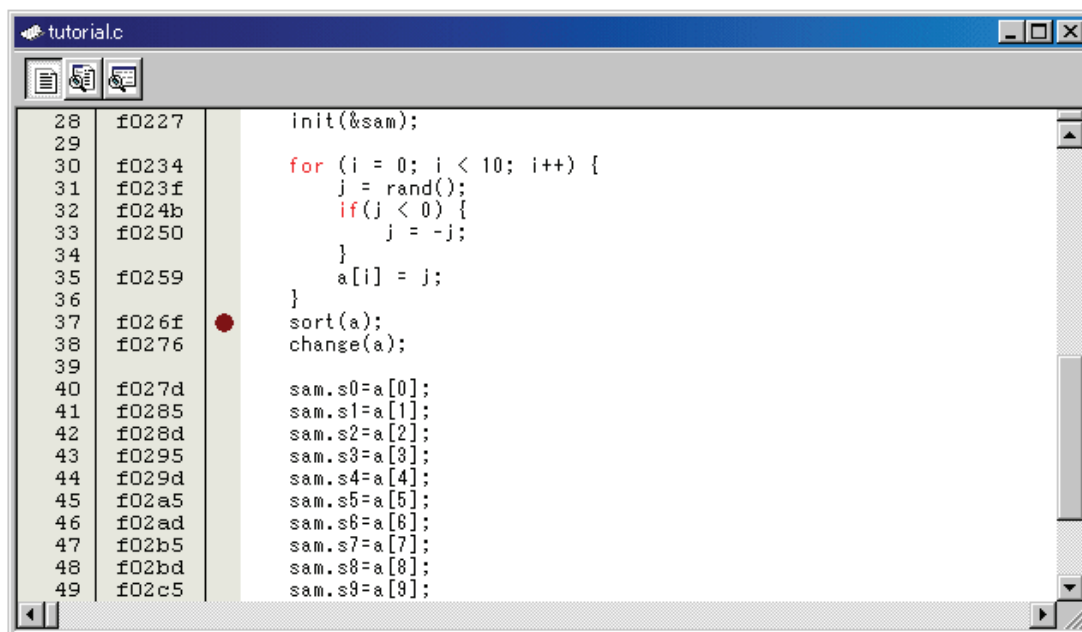 tutorial.c
28 f0227 init(&sam);
29
30 f0234 for (i = 0; i < 10; i++) {
31 f023f j = rand();
32 f024b if(j < 0) {
33 f0250 j = -j;
34 }
35 f0259 a[i] = j;
36 }
37 f026f sort(a);
38 f0276 change(a);
39
40 f027d sam.s0=a[0];
41 f0285 sam.s1=a[1];
42 f028d sam.s2=a[2];
43 f0295 sam.s3=a[3];
44 f029d sam.s4=a[4];
45 f02a5 sam.s5=a[5];
46 f02ad sam.s6=a[6];
47 f02b5 sam.s7=a[7];
48 f02bd sam.s8=a[8];
49 f02c5 sam.s9=a[9];